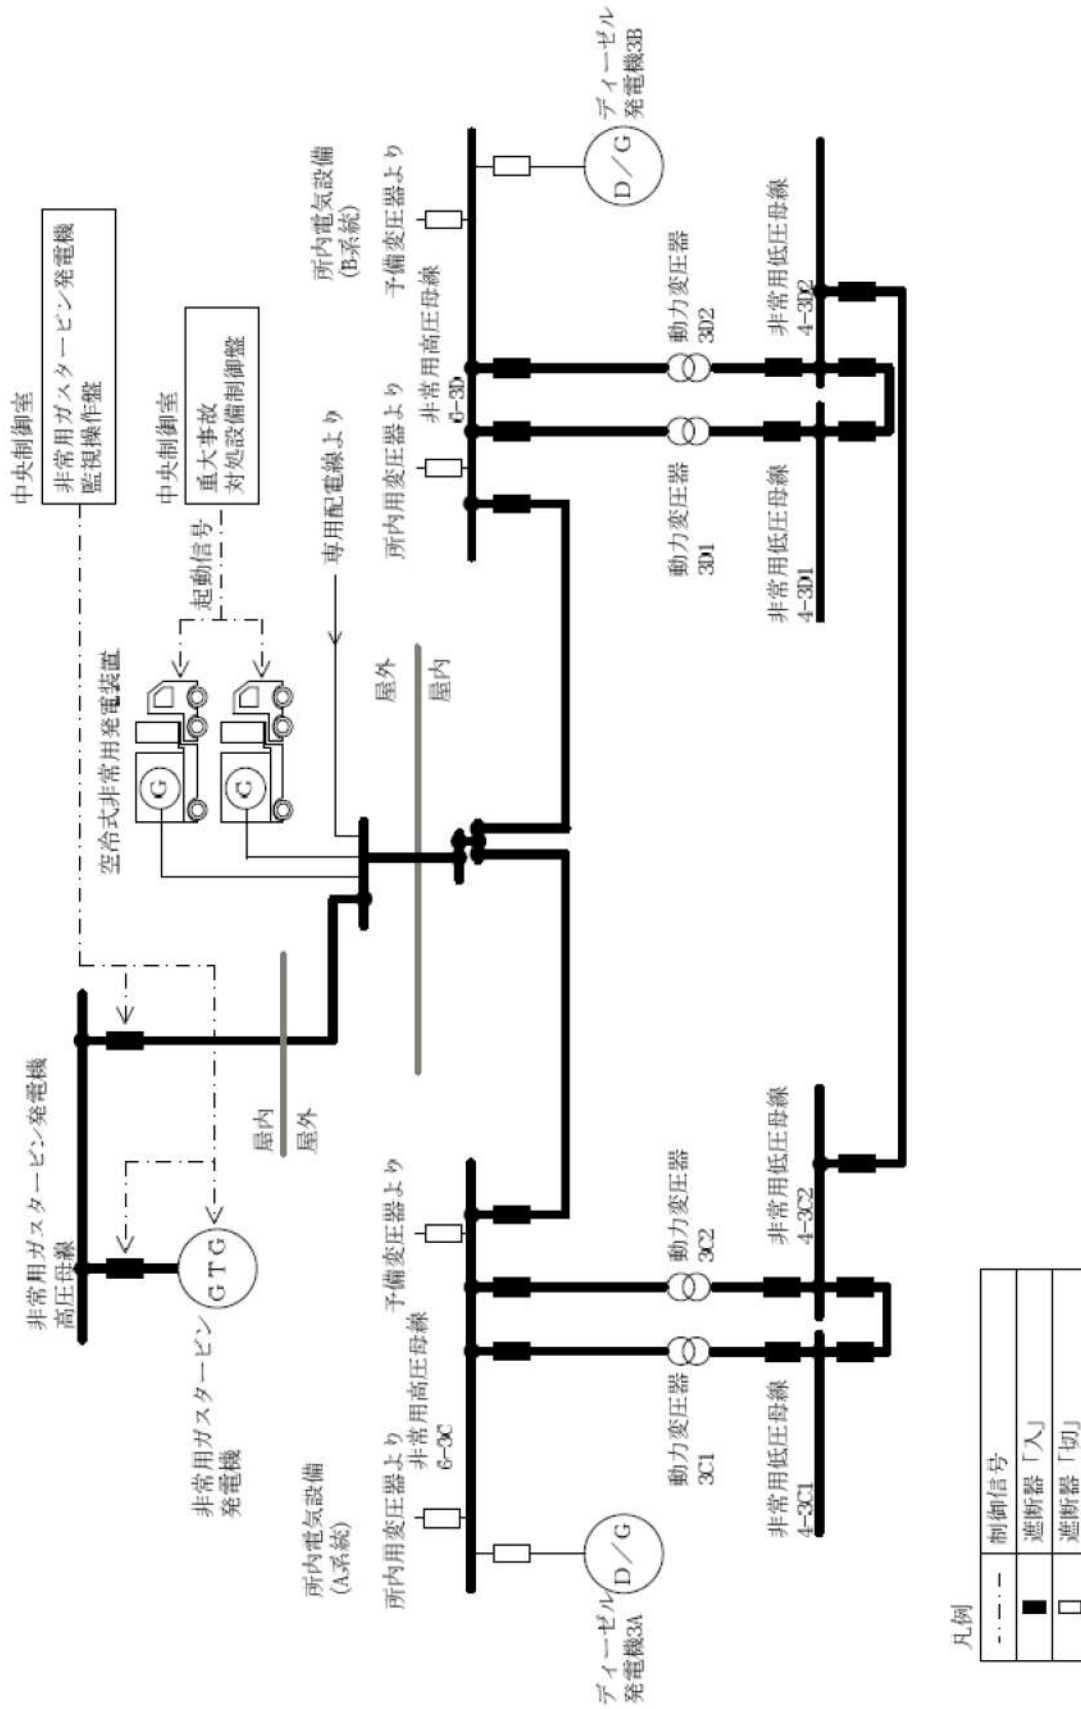 中央制御室
非常用ガスタービン発電機
監視操作盤
中央制御室
重大事故
対処設備制御盤
起動信号
空冷式非常用発電装置
G
G
専用配電線より
非常用ガスタービン発電機
高圧母線
GTG
非常用ガスタービン
発電機
屋内
屋外
屋外
屋内
所内電気設備
(A系統)
所内用変圧器より
非常用高圧母線
6-3C
予備変圧器より
所内電気設備
(B系統)
所内用変圧器より
非常用高圧母線
6-3D
予備変圧器より
D/G
ディーゼル
発電機3A
D/G
ディーゼル
発電機3B
動力変圧器
3C1
動力変圧器
3C2
動力変圧器
3D1
動力変圧器
3D2
非常用低圧母線
4-3C1
非常用低圧母線
4-3C2
非常用低圧母線
4-3D1
非常用低圧母線
4-3D2
凡例
制御信号
遮断器「入」
遮断器「切」